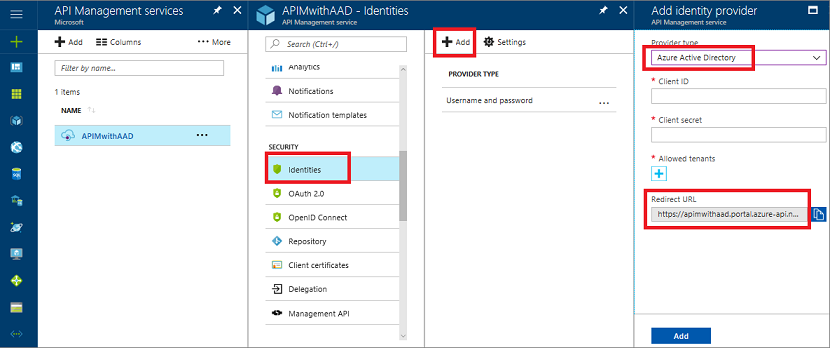 API Management services
Microsoft
Add
Columns
More
Filter by name...
1 items
NAME
APIMwithAAD
APIMwithAAD - Identities
API Management service
Search (Ctrl+/)
Analytics
Notifications
Notification templates
SECURITY
Identities
OAuth 2.0
OpenID Connect
Repository
Client certificates
Delegation
Management API
Add
Settings
PROVIDER TYPE
Username and password
Add identity provider
API Management service
Provider type
Azure Active Directory
* Client ID
* Client secret
* Allowed tenants
Redirect URL
https://apimwithaad.portal.azure-api.n...
Add